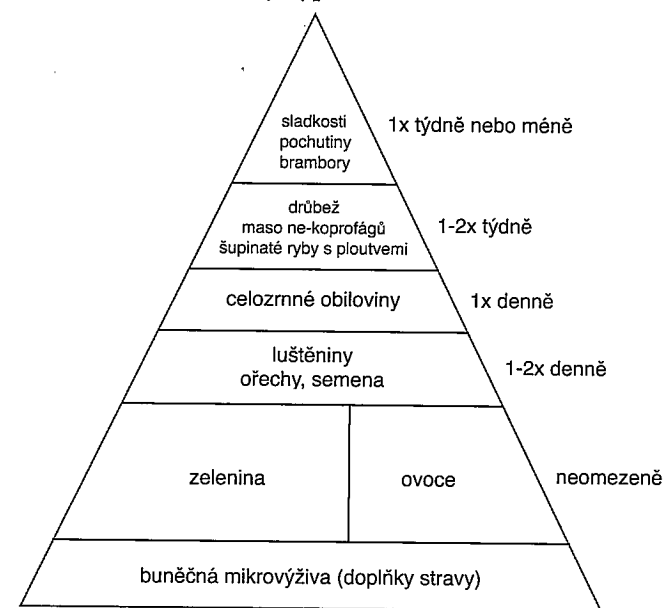 sladkosti
pochutiny
brambory
1x týdně nebo méně
drůbež
maso ne-koprofágů
šupinaté ryby s ploutvemi
1-2x týdně
celozrnné obiloviny
1x denně
luštěniny
ořechy, semena
1-2x denně
zelenina
ovoce
neomezeně
buněčná mikrovýživa (doplňky stravy)